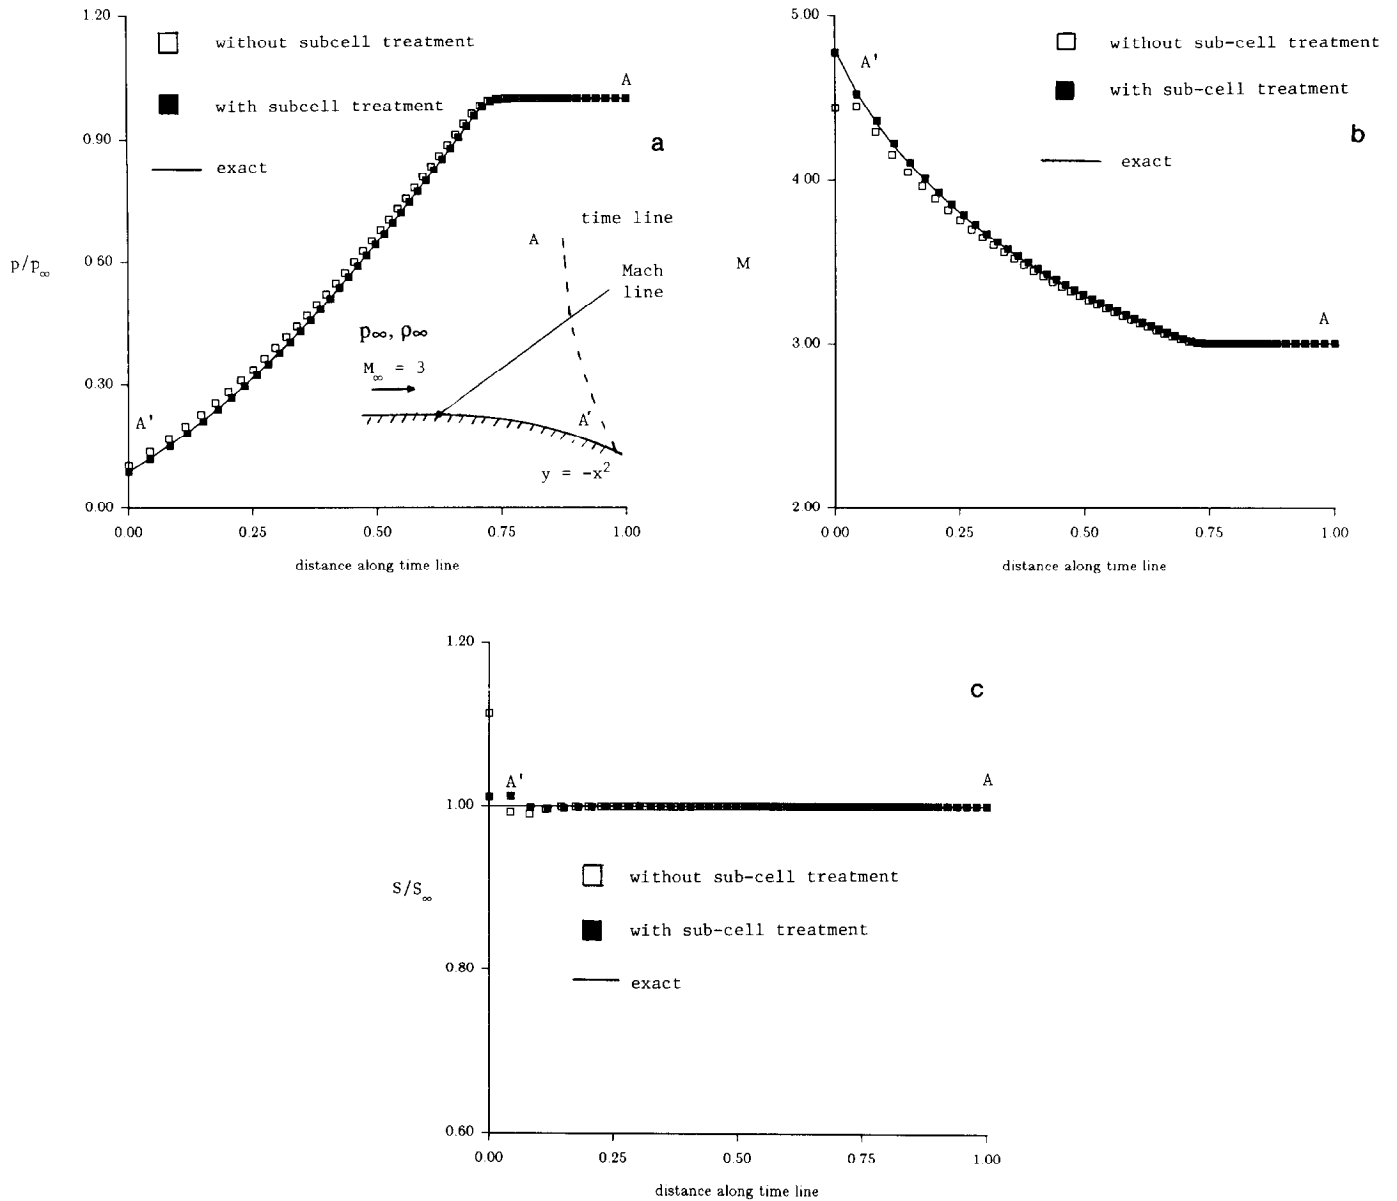 1.20
0.90
0 60
0.30
0.00
p/p∞
without subcell treatment
with subcell treatment
exact
A
a
time line
A
Mach
line
p∞, ρ∞
M∞ = 3
A'
A'
y = -x²
0.00 0.25 0.50 0.75 1.00
distance along time line
5.00
4 00
3 00
2 00
M
A'
without sub-cell treatment
with sub-cell treatment
exact
b
A
0.00 0.25 0.50 0.75 1.00
distance along time line
1.20
1.00
0 80
0.60
S/S∞
c
A'
A
without sub-cell treatment
with sub-cell treatment
exact
0.00 0.25 0.50 0.75 1.00
distance along time line